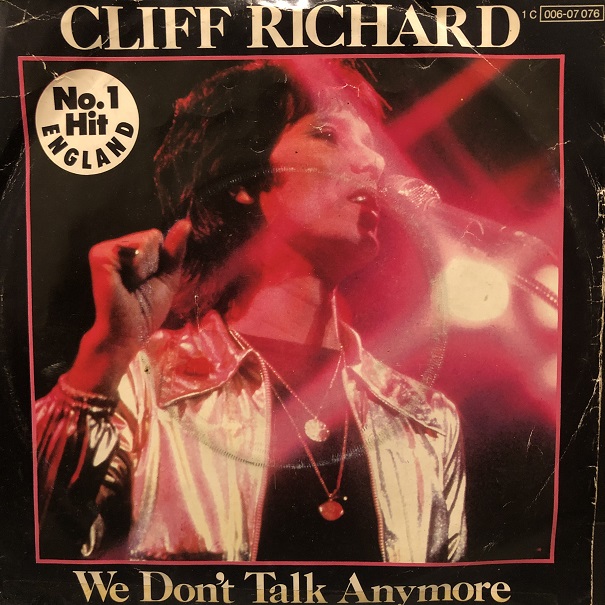 CLIFF RICHARD
1 C 006-07 076
No.1
Hit
ENGLAND
We Don't Talk Anymore